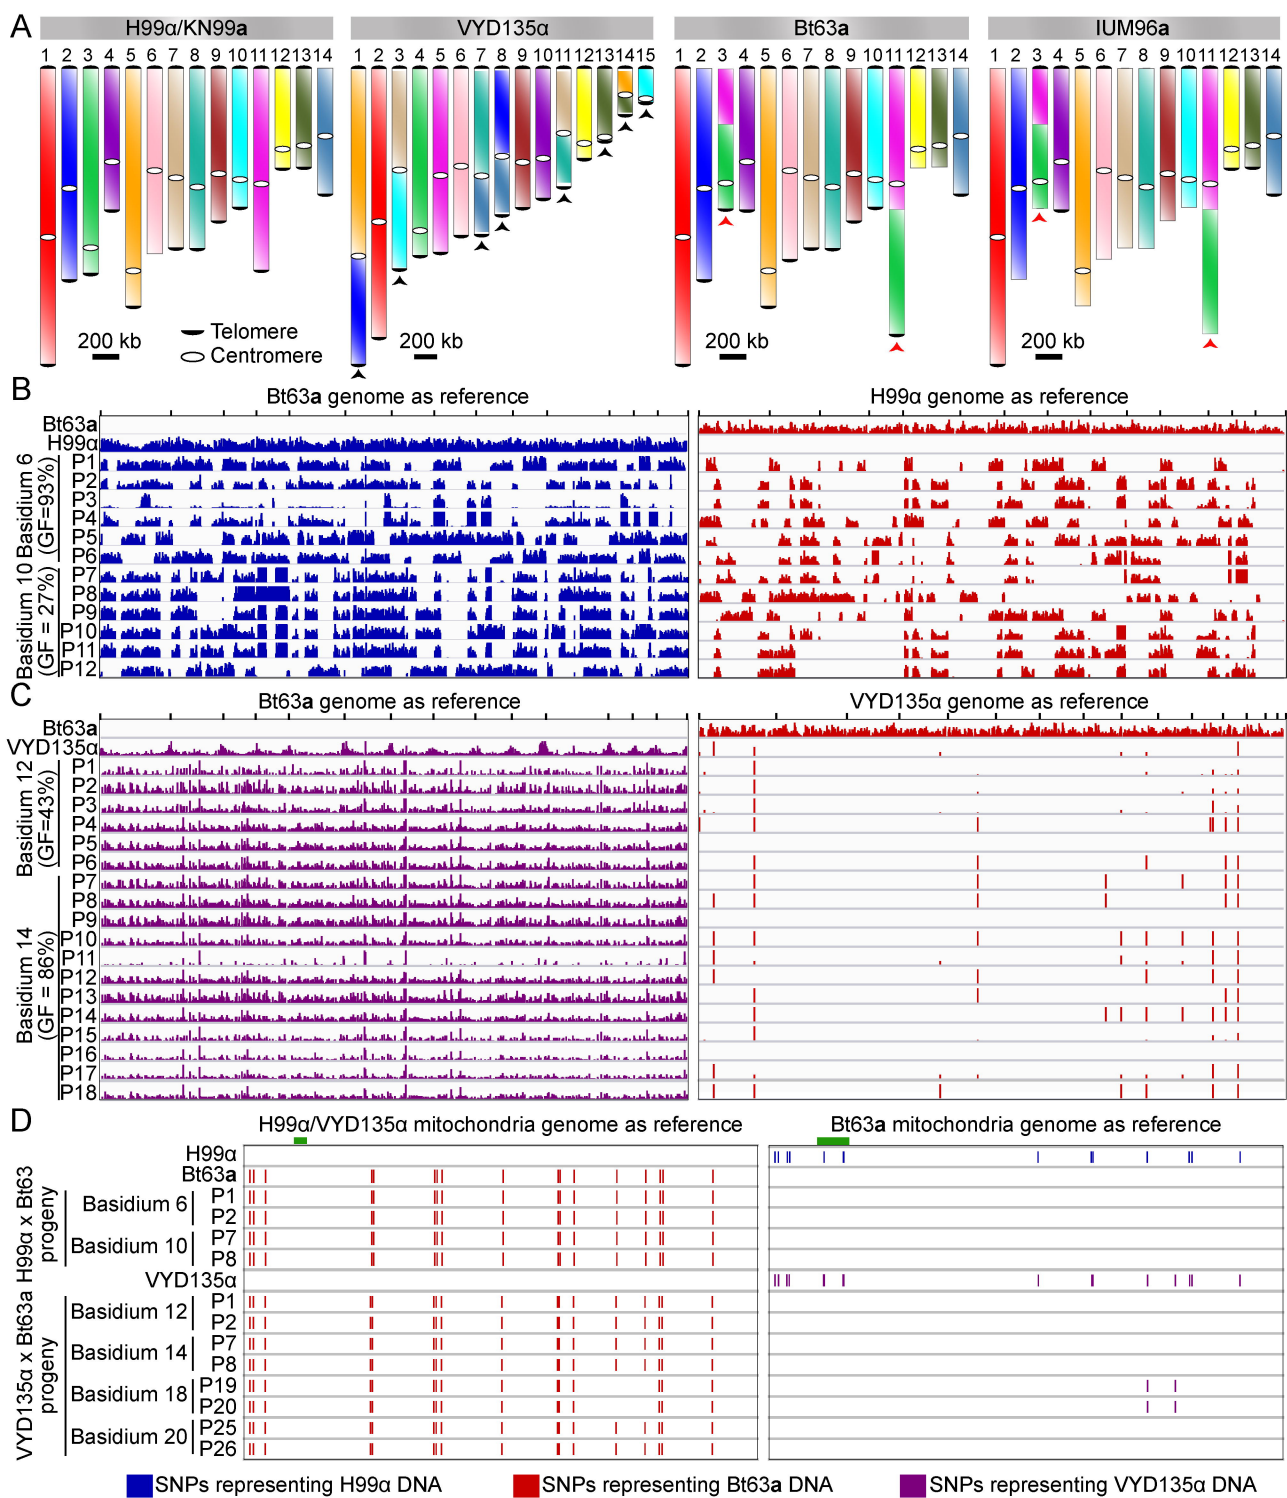 A
H99α/KN99a
VYD135α
Bt63a
IUM96a
1 2 3 4 5 6 7 8 9 10 11 12 13 14
1 2 3 4 5 6 7 8 9 10 11 12 13 14 15
1 2 3 4 5 6 7 8 9 10 11 12 13 14
1 2 3 4 5 6 7 8 9 10 11 12 13 14
200 kb
Telomere
Centromere
200 kb
200 kb
200 kb
B
Bt63a genome as reference
H99α genome as reference
Bt63a
H99α
Basidium 6
(GF=93%)
P1
P2
P3
P4
P5
P6
Basidium 10
(GF = 27%)
P7
P8
P9
P10
P11
P12
C
Bt63a genome as reference
VYD135α genome as reference
Bt63a
VYD135α
Basidium 12
(GF=43%)
P1
P2
P3
P4
P5
P6
Basidium 14
(GF = 86%)
P7
P8
P9
P10
P11
P12
P13
P14
P15
P16
P17
P18
D
H99α/VYD135α mitochondria genome as reference
Bt63a mitochondria genome as reference
H99α
Bt63a
H99α x Bt63
progeny
Basidium 6
P1
P2
Basidium 10
P7
P8
VYD135α
VYD135α x Bt63a
progeny
Basidium 12
P1
P2
Basidium 14
P7
P8
Basidium 18
P19
P20
Basidium 20
P25
P26
SNPs representing H99α DNA
SNPs representing Bt63a DNA
SNPs representing VYD135α DNA